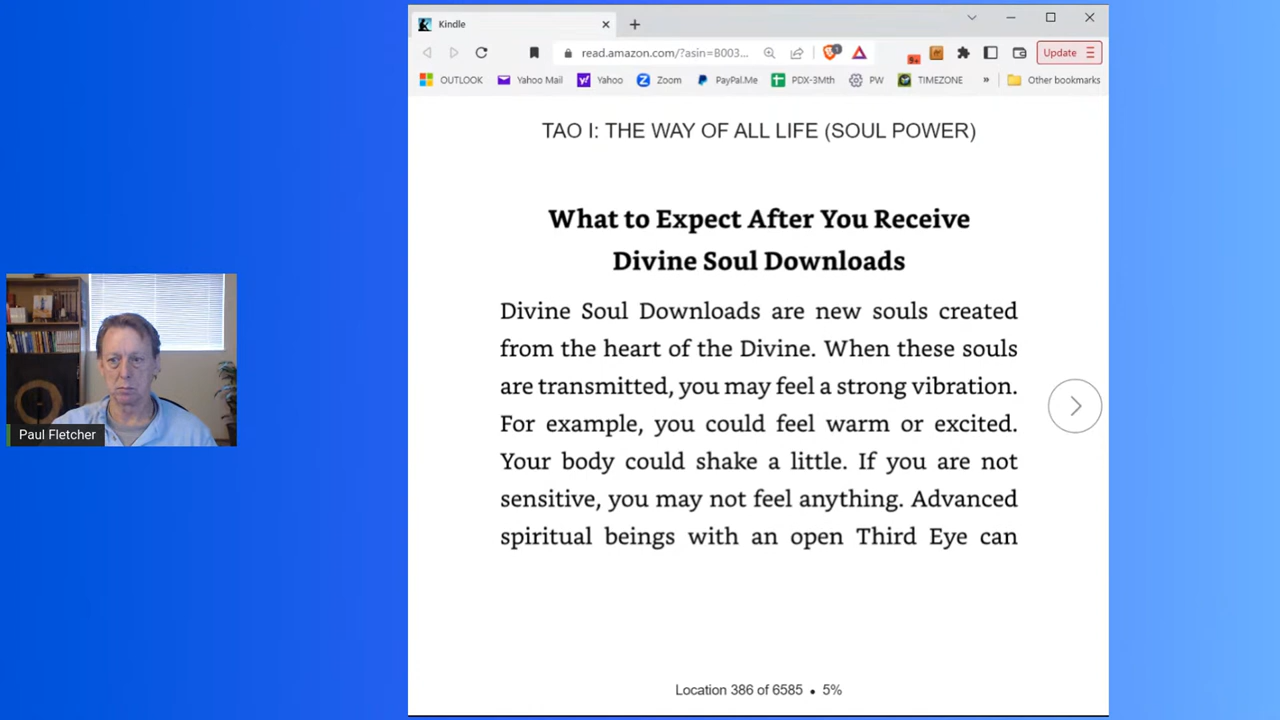 Kindle
read.amazon.com/?asin=B003...
9+
Update
OUTLOOK
Yahoo Mail
Yahoo
Zoom
PayPal.Me
PDX-3Mth
PW
TIMEZONE
»
Other bookmarks
TAO I: THE WAY OF ALL LIFE (SOUL POWER)
What to Expect After You Receive
Divine Soul Downloads
Divine Soul Downloads are new souls created
from the heart of the Divine. When these souls
are transmitted, you may feel a strong vibration.
For example, you could feel warm or excited.
Your body could shake a little. If you are not
sensitive, you may not feel anything. Advanced
spiritual beings with an open Third Eye can
Paul Fletcher
Location 386 of 6585 • 5%